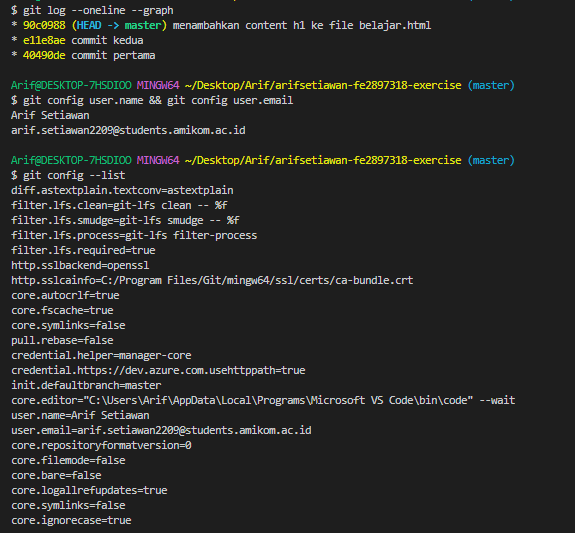 $ git log --oneline --graph
* 90c0988 (HEAD -> master) menambahkan content h1 ke file belajar.html
* e11e8ae commit kedua
* 40490de commit pertama
Arif@DESKTOP-7HSDIOO MINGW64 ~/Desktop/Arif/arifsetiawan-fe2897318-exercise (master)
$ git config user.name && git config user.email
Arif Setiawan
arif.setiawan2209@students.amikom.ac.id
Arif@DESKTOP-7HSDIOO MINGW64 ~/Desktop/Arif/arifsetiawan-fe2897318-exercise (master)
$ git config --list
diff.astextplain.textconv=astextplain
filter.lfs.clean=git-lfs clean -- %f
filter.lfs.smudge=git-lfs smudge -- %f
filter.lfs.process=git-lfs filter-process
filter.lfs.required=true
http.sslbackend=openssl
http.sslcainfo=C:/Program Files/Git/mingw64/ssl/certs/ca-bundle.crt
core.autocrlf=true
core.fscache=true
core.symlinks=false
pull.rebase=false
credential.helper=manager-core
credential.https://dev.azure.com.usehttppath=true
init.defaultbranch=master
core.editor="C:\Users\Arif\AppData\Local\Programs\Microsoft VS Code\bin\code" --wait
user.name=Arif Setiawan
user.email=arif.setiawan2209@students.amikom.ac.id
core.repositoryformatversion=0
core.filemode=false
core.bare=false
core.logallrefupdates=true
core.symlinks=false
core.ignorecase=true